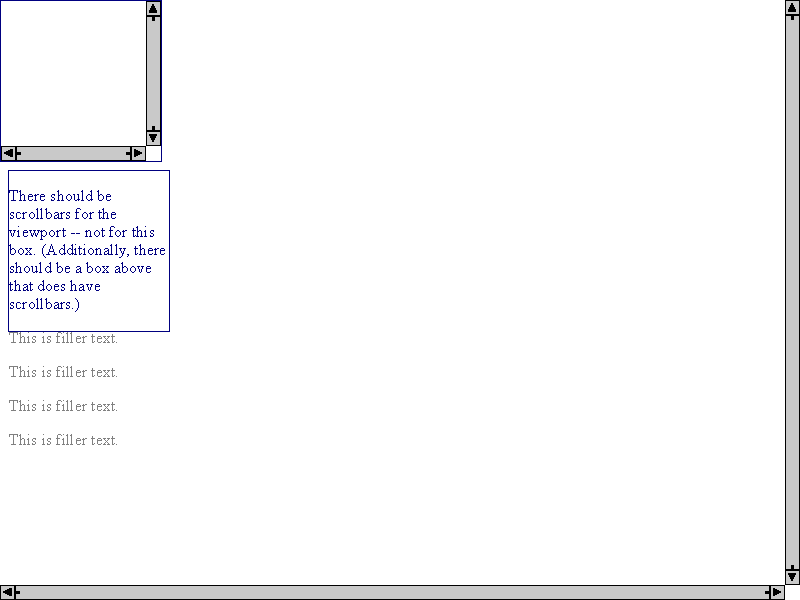 There should be
scrollbars for the
viewport -- not for this
box. (Additionally, there
should be a box above
that does have
scrollbars.)
This is filler text.
This is filler text.
This is filler text.
This is filler text.